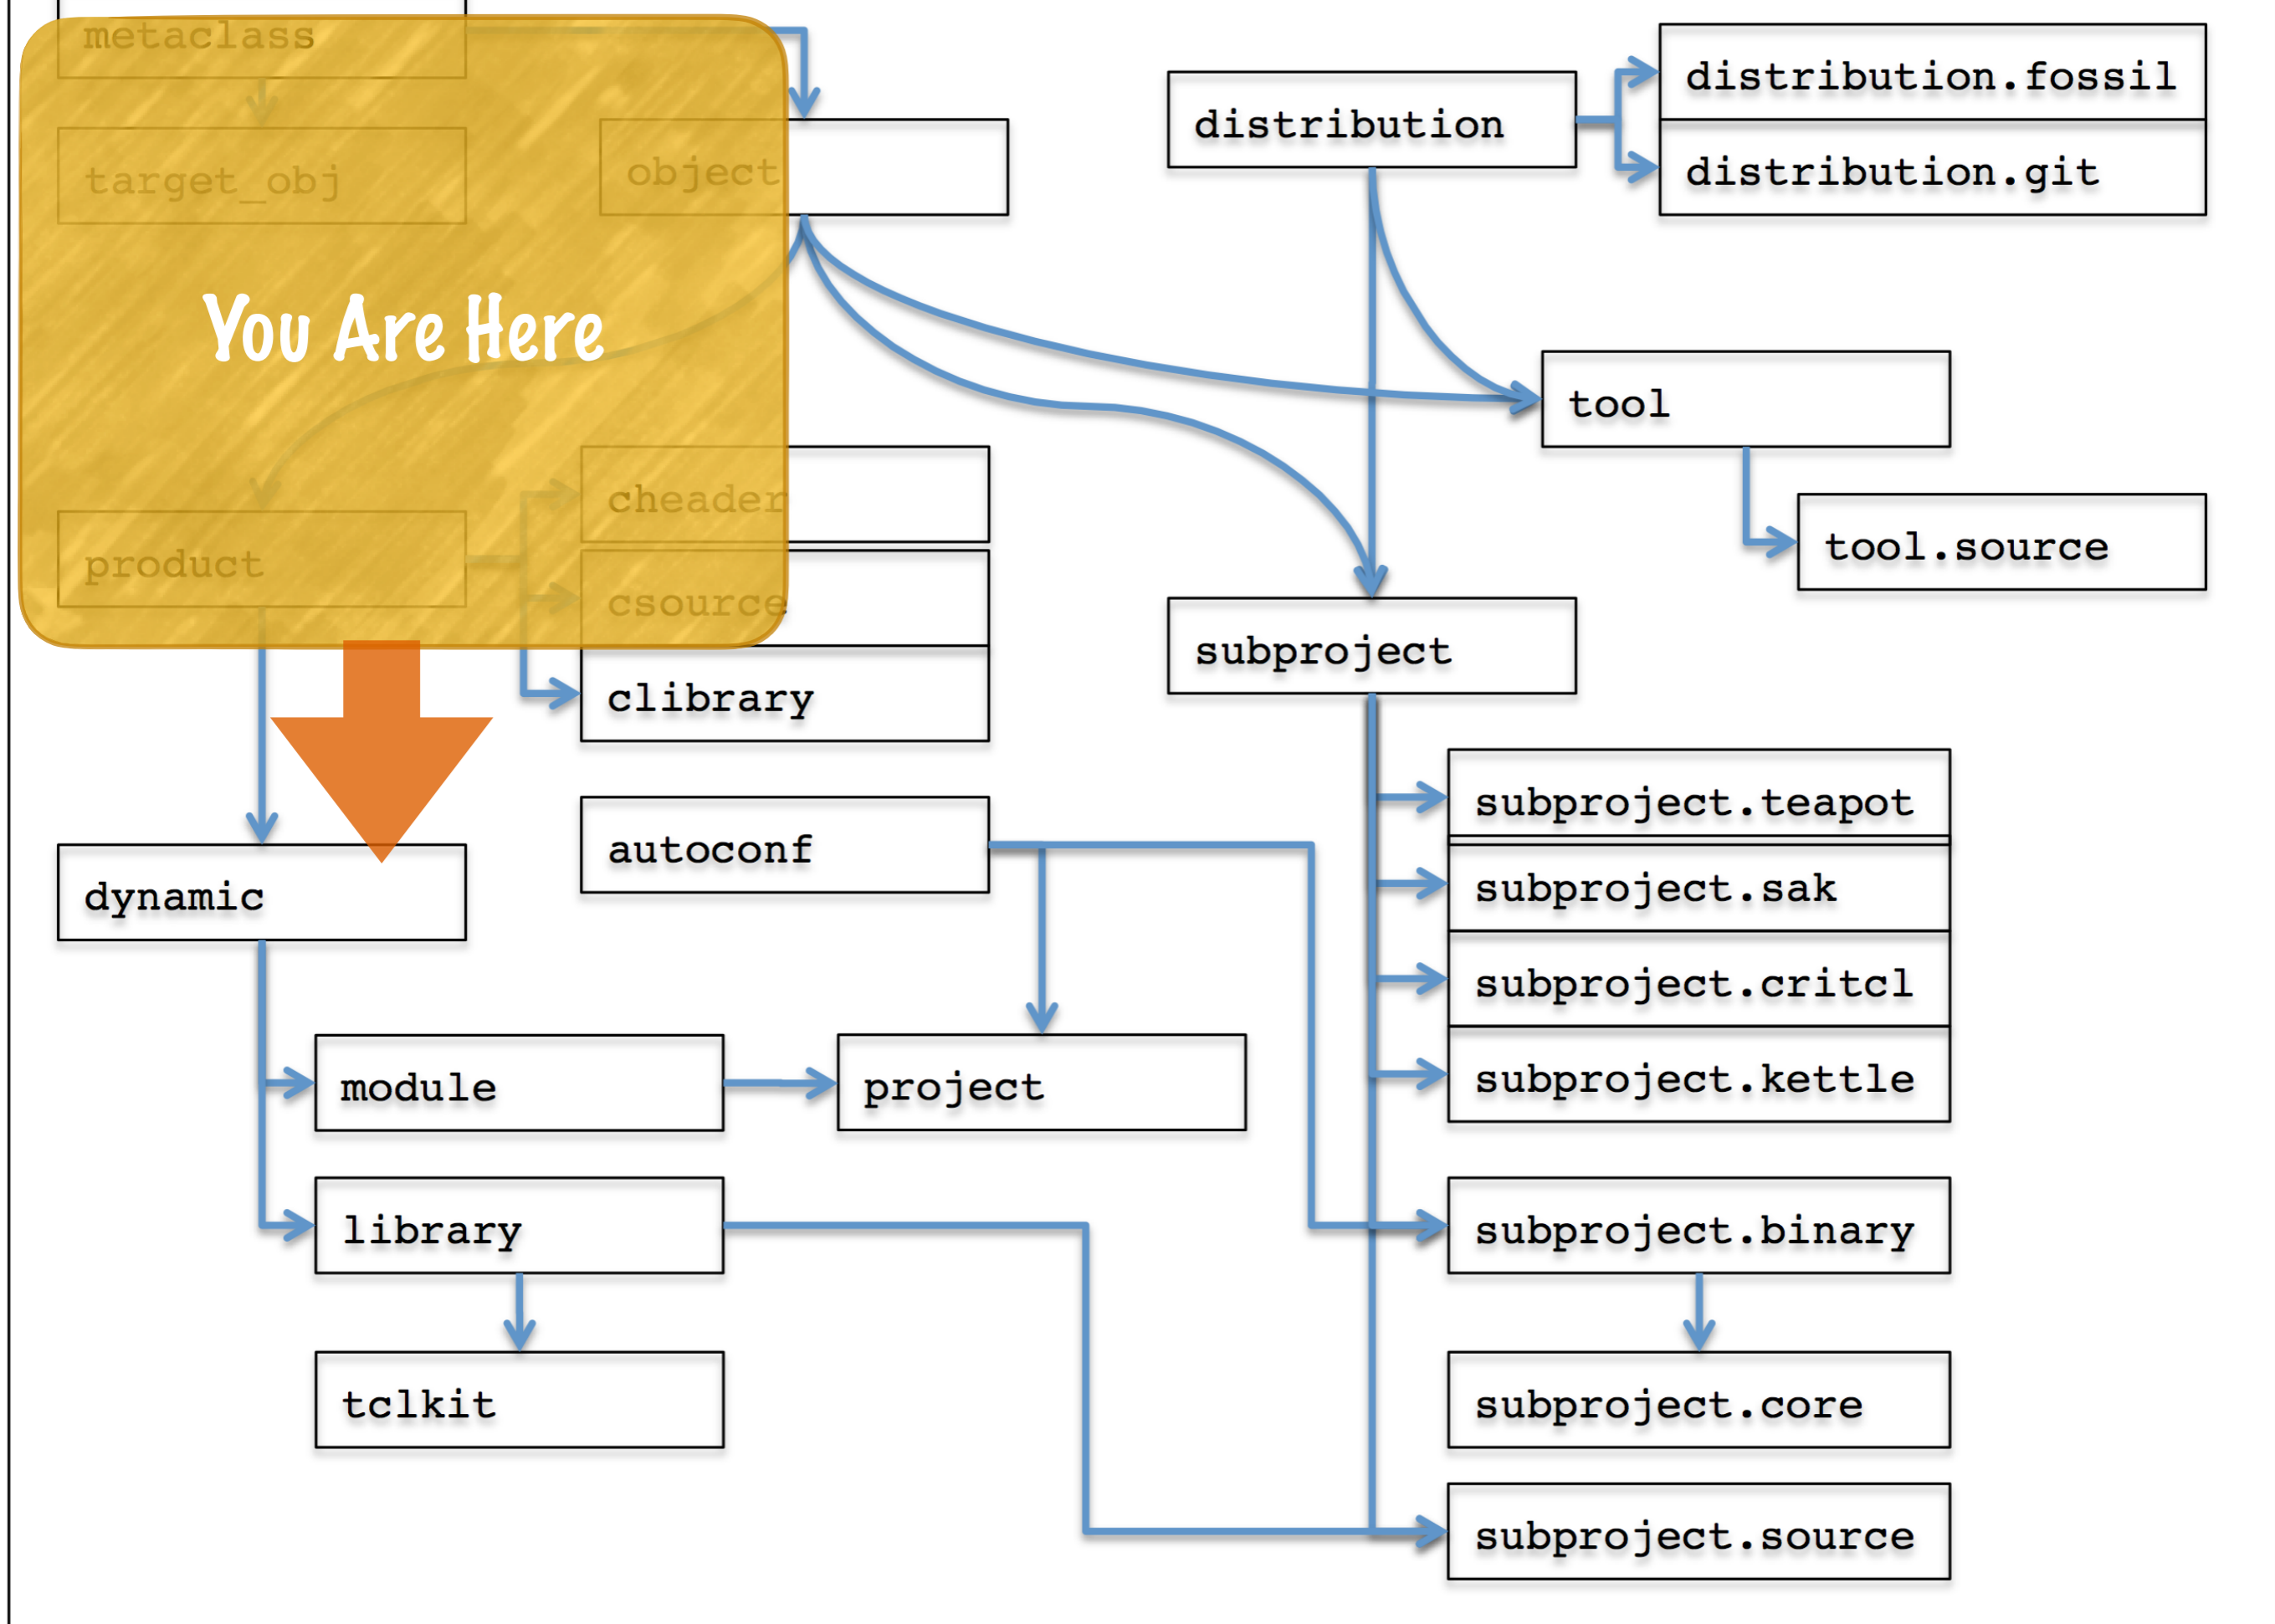 metaclass
target_obj
object
You Are Here
product
cheader
csource
clibrary
distribution
distribution.fossil
distribution.git
tool
tool.source
subproject
subproject.teapot
subproject.sak
subproject.critcl
subproject.kettle
autoconf
dynamic
module
project
library
subproject.binary
tclkit
subproject.core
subproject.source